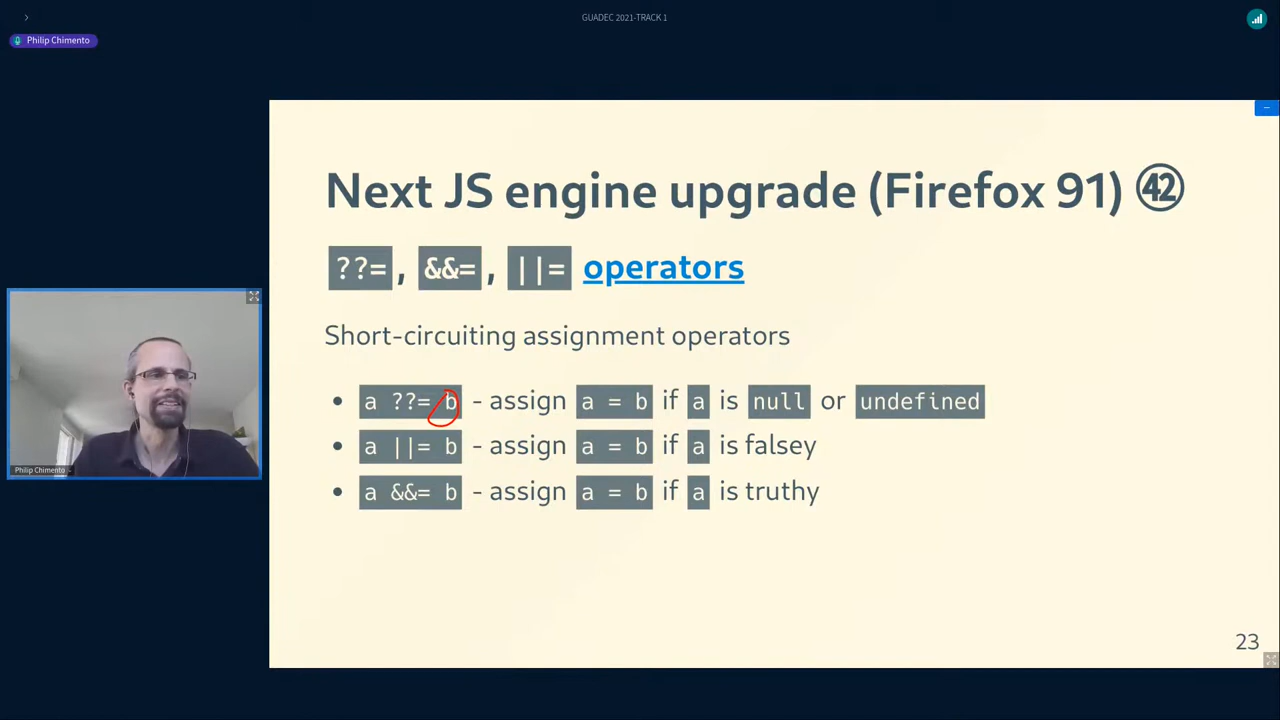 GUADEC 2021-TRACK 1
Philip Chimento
Next JS engine upgrade (Firefox 91) ㊷
??=, &&=, ||= operators
Short-circuiting assignment operators
• a ??= b - assign a = b if a is null or undefined
• a ||= b - assign a = b if a is falsey
• a &&= b - assign a = b if a is truthy
Philip Chimento
23